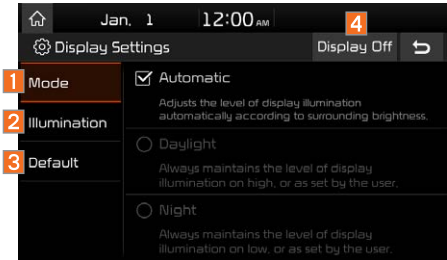 Jan. 1 12:00 AM
4
Display Settings Display Off
1 Mode
Automatic
Adjusts the level of display illumination
automatically according to surrounding brightness.
2 Illumination
Daylight
Always maintains the level of display
illumination on high, or as set by the user.
3 Default
Night
Always maintains the level of display
illumination on low, or as set by the user.